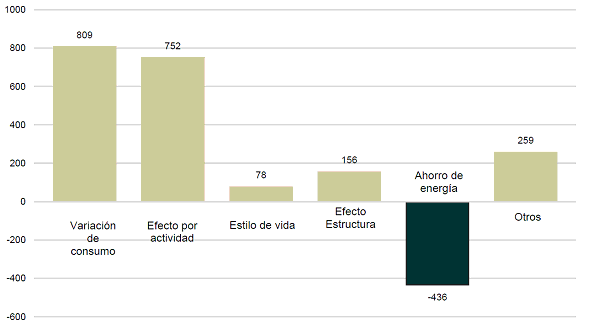 1000
800
600
400
200
0
-200
-400
-600
809
752
78
156
259
-436
Variación
de
consumo
Efecto por
actividad
Estilo de vida
Efecto
Estructura
Ahorro de
energía
Otros